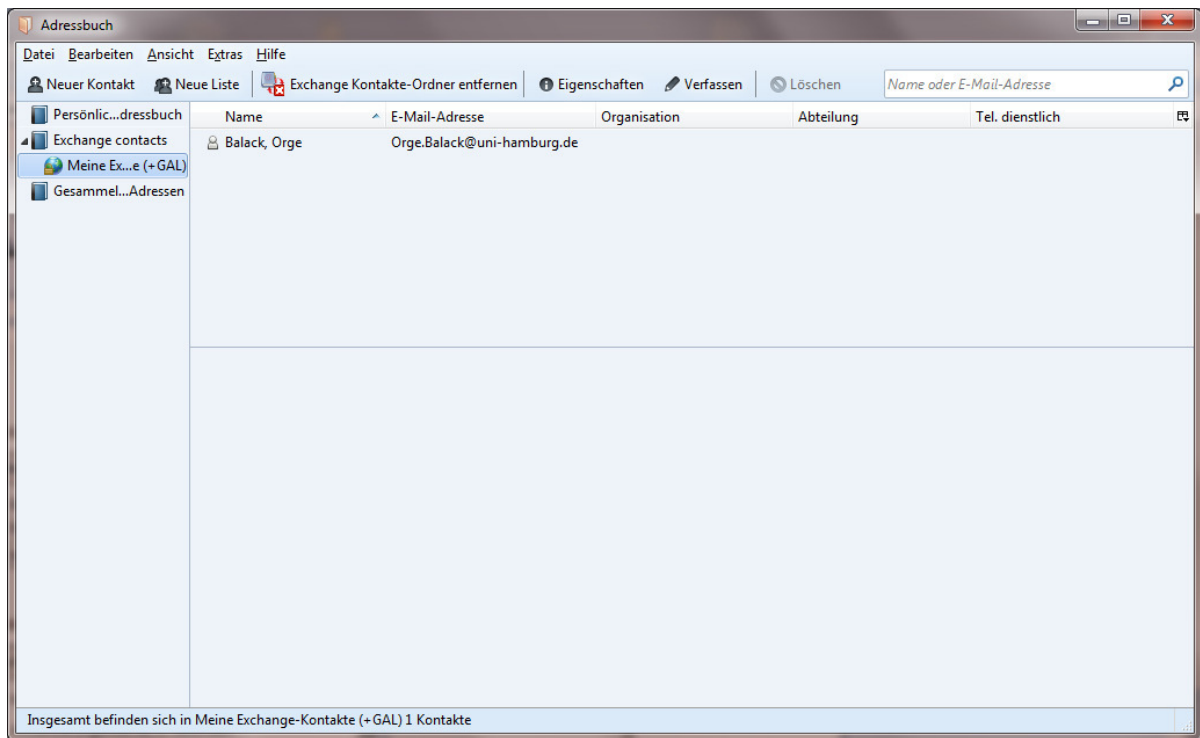 Adressbuch
Datei Bearbeiten Ansicht Extras Hilfe
Neuer Kontakt Neue Liste Exchange Kontakte-Ordner entfernen Eigenschaften Verfassen Löschen Name oder E-Mail-Adresse
Persönlic...dressbuch Name E-Mail-Adresse Organisation Abteilung Tel. dienstlich
Exchange contacts Balack, Orge Orge.Balack@uni-hamburg.de
Meine Ex...e (+GAL)
Gesammel...Adressen
Insgesamt befinden sich in Meine Exchange-Kontakte (+GAL) 1 Kontakte